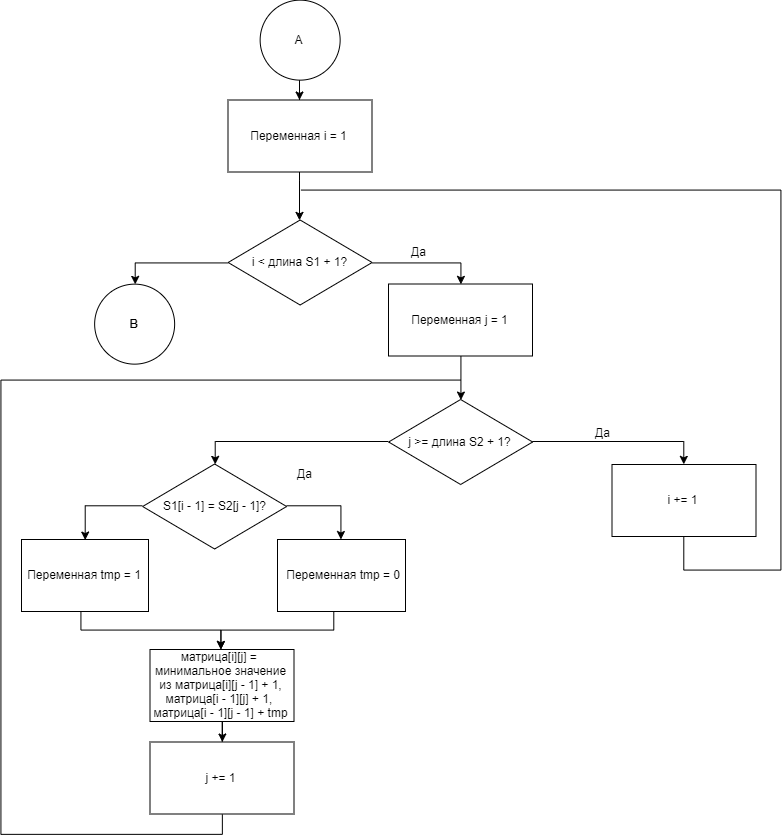 A
Переменная i = 1
i < длина S1 + 1?
Да
B
Переменная j = 1
j >= длина S2 + 1?
Да
Да
S1[i - 1] = S2[j - 1]?
i += 1
Переменная tmp = 1
Переменная tmp = 0
матрица[i][j] =
минимальное значение
из матрица[i][j - 1] + 1,
матрица[i - 1][j] + 1,
матрица[i - 1][j - 1] + tmp
j += 1